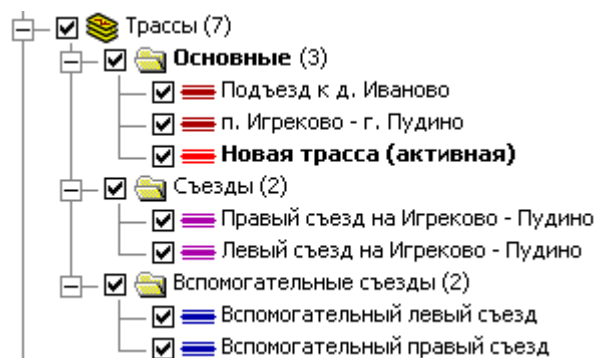 Трассы (7)
Основные (3)
Подъезд к д. Иваново
п. Игреково - г. Пудино
Новая трасса (активная)
Съезды (2)
Правый съезд на Игреково - Пудино
Левый съезд на Игреково - Пудино
Вспомогательные съезды (2)
Вспомогательный левый съезд
Вспомогательный правый съезд